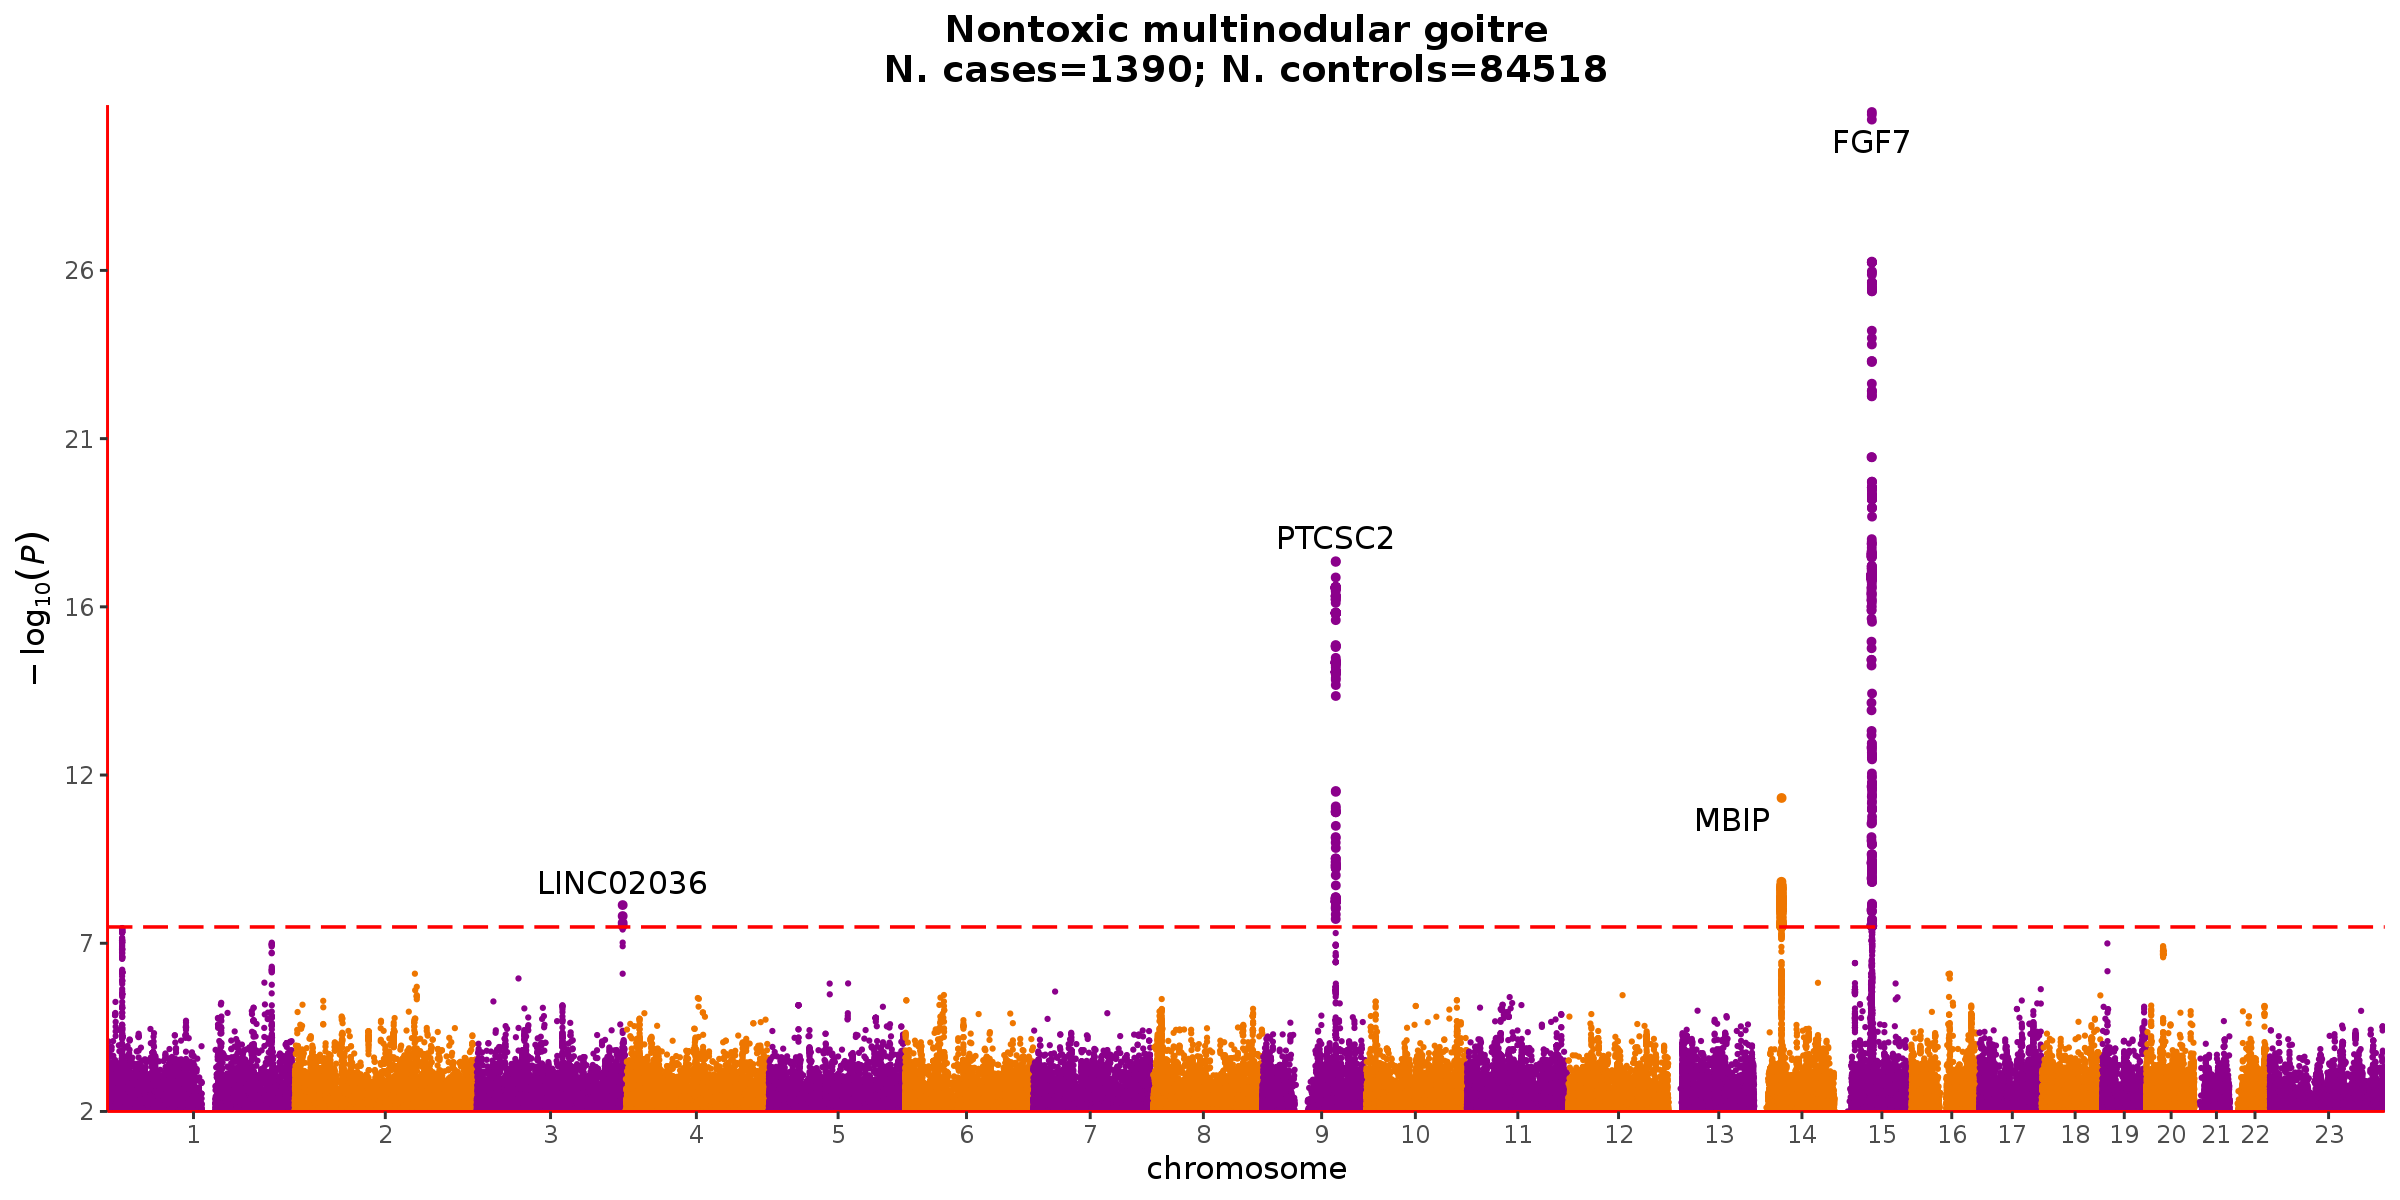 Nontoxic multinodular goitre
N. cases=1390; N. controls=84518
FGF7
26
21
PTCSC2
16
12
MBIP
LINC02036
7
2
−log10(P)
1 2 3 4 5 6 7 8 9 10 11 12 13 14 15 16 17 18 19 20 21 22 23
chromosome